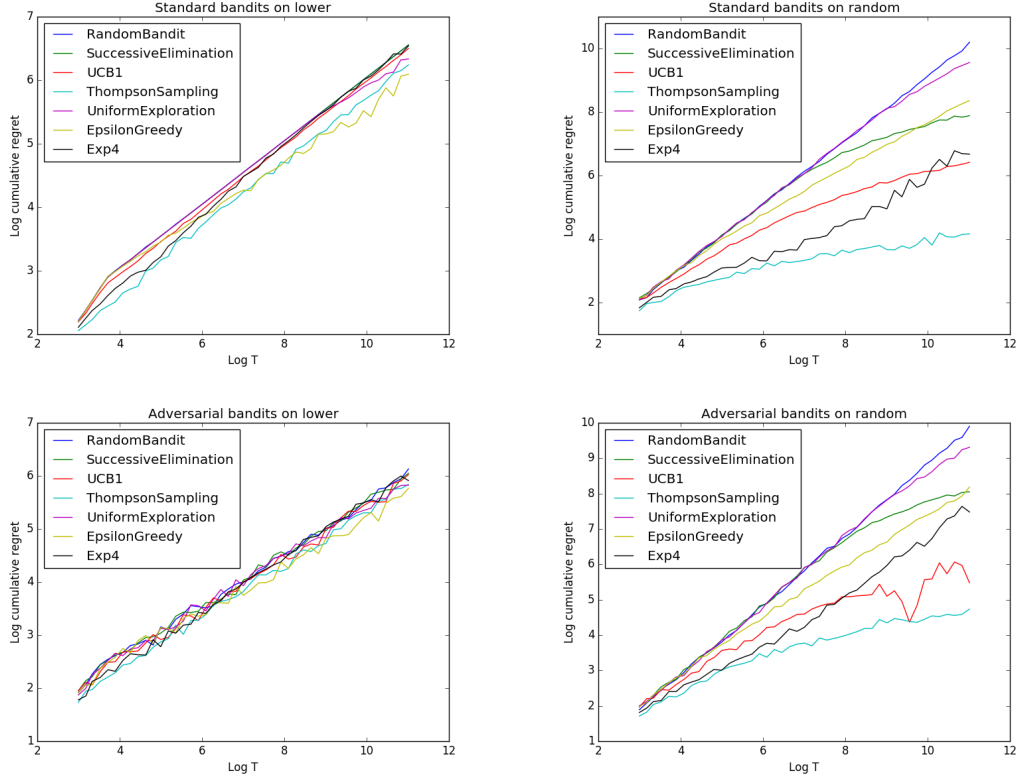 Standard bandits on lower
7
6
5
4
3
2
Log cumulative regret
RandomBandit
SuccessiveElimination
UCB1
ThompsonSampling
UniformExploration
EpsilonGreedy
Exp4
2
4
6
8
10
12
Log T
Standard bandits on random
10
8
6
4
2
Log cumulative regret
RandomBandit
SuccessiveElimination
UCB1
ThompsonSampling
UniformExploration
EpsilonGreedy
Exp4
2
4
6
8
10
12
Log T
Adversarial bandits on lower
7
6
5
4
3
2
1
Log cumulative regret
RandomBandit
SuccessiveElimination
UCB1
ThompsonSampling
UniformExploration
EpsilonGreedy
Exp4
2
4
6
8
10
12
Log T
Adversarial bandits on random
10
9
8
7
6
5
4
3
2
1
Log cumulative regret
RandomBandit
SuccessiveElimination
UCB1
ThompsonSampling
UniformExploration
EpsilonGreedy
Exp4
2
4
6
8
10
12
Log T